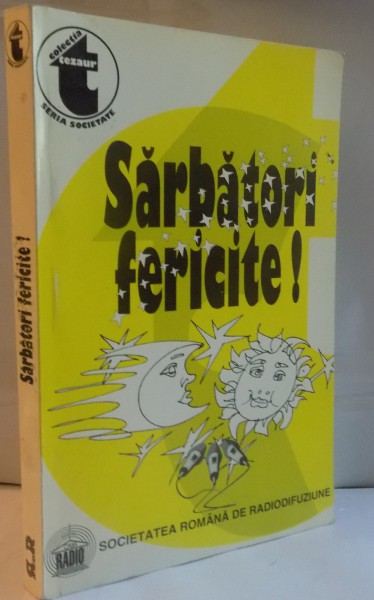 colecția
tezaur
t
SERIA SOCIETATE
Sărbători
fericite!
SOCIETATEA ROMÂNĂ DE RADIODIFUZIUNE
RADIO
t
Sărbători fericite!